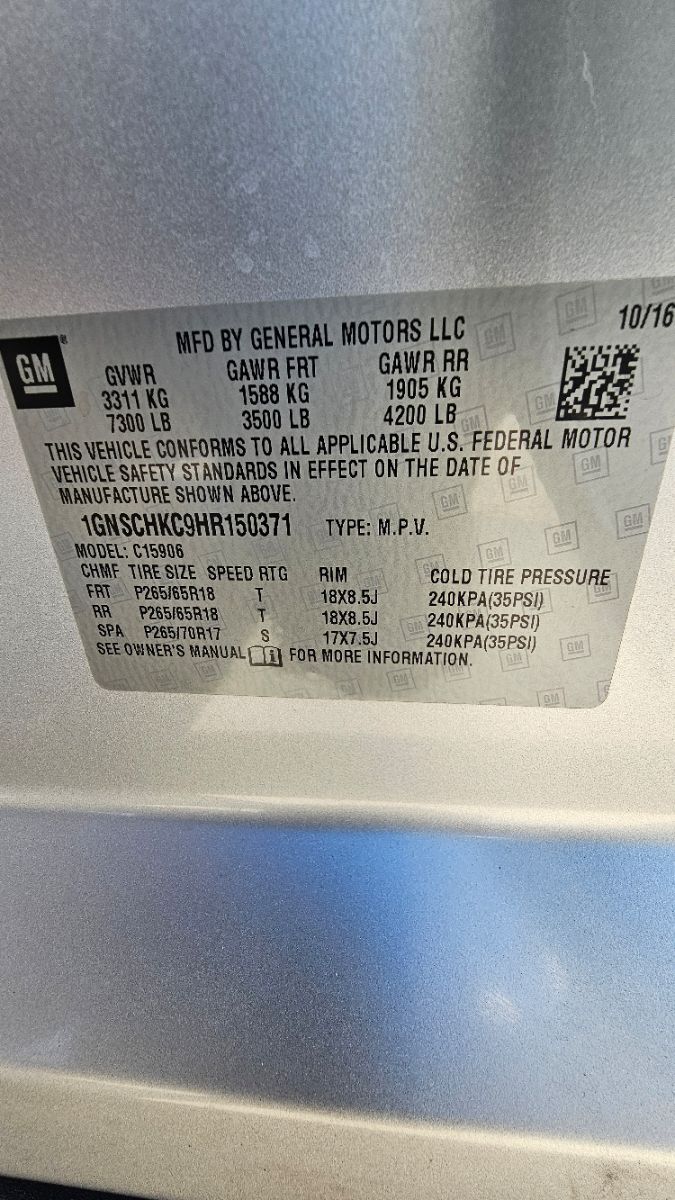 GM
MFD BY GENERAL MOTORS LLC 10/16
GVWR GAWR FRT GAWR RR
3311 KG 1588 KG 1905 KG
7300 LB 3500 LB 4200 LB
THIS VEHICLE CONFORMS TO ALL APPLICABLE U.S. FEDERAL MOTOR
VEHICLE SAFETY STANDARDS IN EFFECT ON THE DATE OF
MANUFACTURE SHOWN ABOVE.
1GNSCHKC9HR150371 TYPE: M.P.V.
MODEL: C15906
CHMF TIRE SIZE SPEED RTG RIM COLD TIRE PRESSURE
FRT P265/65R18 T 18X8.5J 240KPA(35PSI)
RR P265/65R18 T 18X8.5J 240KPA(35PSI)
SPA P265/70R17 S 17X7.5J 240KPA(35PSI)
SEE OWNER'S MANUAL FOR MORE INFORMATION.